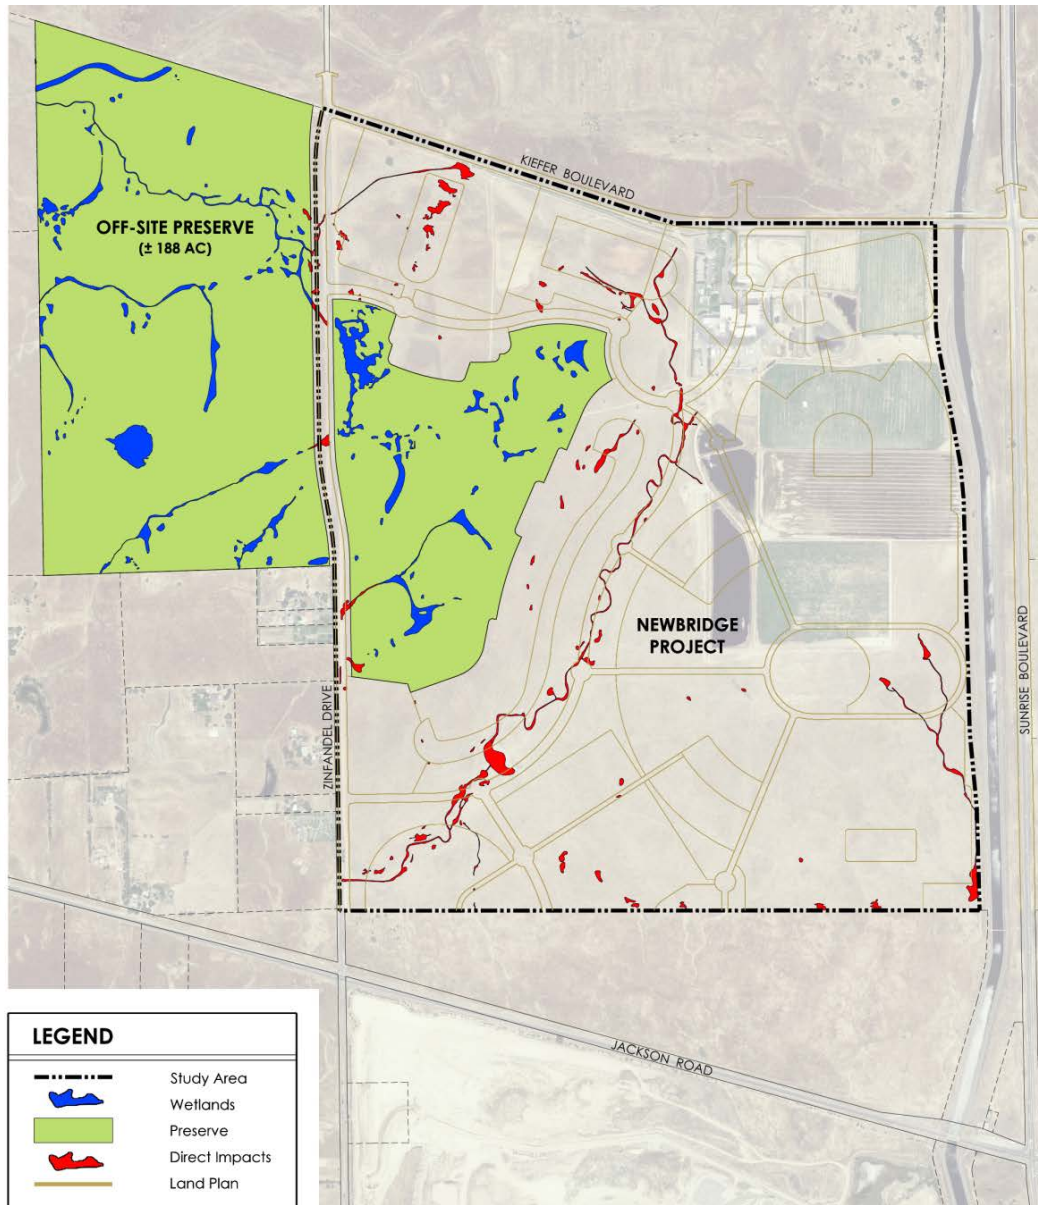 KIEFER BOULEVARD
OFF-SITE PRESERVE
(± 188 AC)
NEWBRIDGE
PROJECT
ZINFANDEL DRIVE
SUNRISE BOULEVARD
JACKSON ROAD
LEGEND
Study Area
Wetlands
Preserve
Direct Impacts
Land Plan